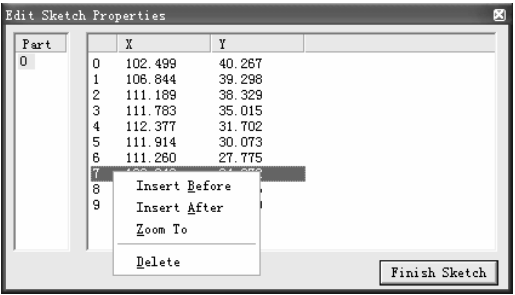 Edit Sketch Properties
Part
X Y
0
0 102.499 40.267
1 106.844 39.298
2 111.189 38.329
3 111.783 35.015
4 112.377 31.702
5 111.914 30.073
6 111.260 27.775
7
8
9
Insert Before
Insert After
Zoom To
Delete
Finish Sketch